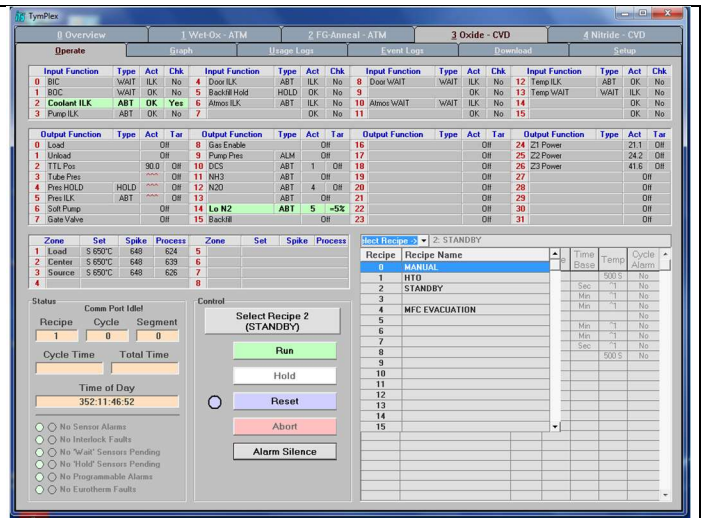 TymPlex
0 Overview 1 Wet-Ox - ATM 2 FG-Anneal - ATM 3 Oxide - CVD 4 Nitride - CVD
Operate Graph Usage Logs Event Logs Download Setup
Input Function Type Act Chk Input Function Type Act Chk Input Function Type Act Chk Input Function Type Act Chk
0 BIC WAIT ILK No 4 Door ILK ABT ILK No 8 Door WAIT WAIT ILK No 12 Temp ILK ABT OK No
1 BOC WAIT OK No 5 Backfill Hold HOLD OK No 9 OK No 13 Temp WAIT WAIT ILK No
2 Coolant ILK ABT OK Yes 6 Atmos ILK ABT ILK No 10 Atmos WAIT WAIT ILK No 14 OK No
3 Pump ILK ABT ILK No 7 OK No 11 OK No 15 OK No
Output Function Type Act Tar Output Function Type Act Tar Output Function Type Act Tar Output Function Type Act Tar
0 Load Off 8 Gas Enable Off 16 Off 24 Z1 Power 21.1 Off
1 Unload Off 9 Pump Pres ALM Off 17 Off 25 Z2 Power 24.2 Off
2 TTL Pos 90.0 Off 10 DCS ABT 1 Off 18 Off 26 Z3 Power 41.6 Off
3 Tube Pres ^^^ Off 11 NH3 ABT Off 19 Off 27 Off
4 Pres HOLD HOLD ^^^ Off 12 N2O ABT 4 Off 20 Off 28 Off
5 Pres ILK ABT ^^^ Off 13 ABT Off 21 Off 29 Off
6 Soft Pump Off 14 Lo N2 ABT 5 =5% 22 Off 30 Off
7 Gate Valve Off 15 Backfill Off 23 Off 31 Off
Zone Set Spike Process Zone Set Spike Process
1 Load S 650°C 648 624 5
2 Center S 650°C 648 639 6
3 Source S 650°C 648 626 7
4 8
lect Recipe -> 2: STANDBY
Recipe Recipe Name
0 MANUAL
1 HTO
2 STANDBY
3
4 MFC EVACUATION
5
6
7
8
9
10
11
12
13
14
15
e Time Base Temp Cycle Alarm
500 S No
Sec ^1 No
Min ^1 No
Min ^1 No
No
Min ^1 No
Min ^1 No
Sec ^1 No
500 S No
Status
Comm Port Idle!
Recipe Cycle Segment
1 0 0
Cycle Time Total Time
Time of Day
352:11:46:52
No Sensor Alarms
No Interlock Faults
No 'Wait' Sensors Pending
No 'Hold' Sensors Pending
No Programmable Alarms
No Eurotherm Faults
Control
Select Recipe 2
(STANDBY)
Run
Hold
Reset
Abort
Alarm Silence